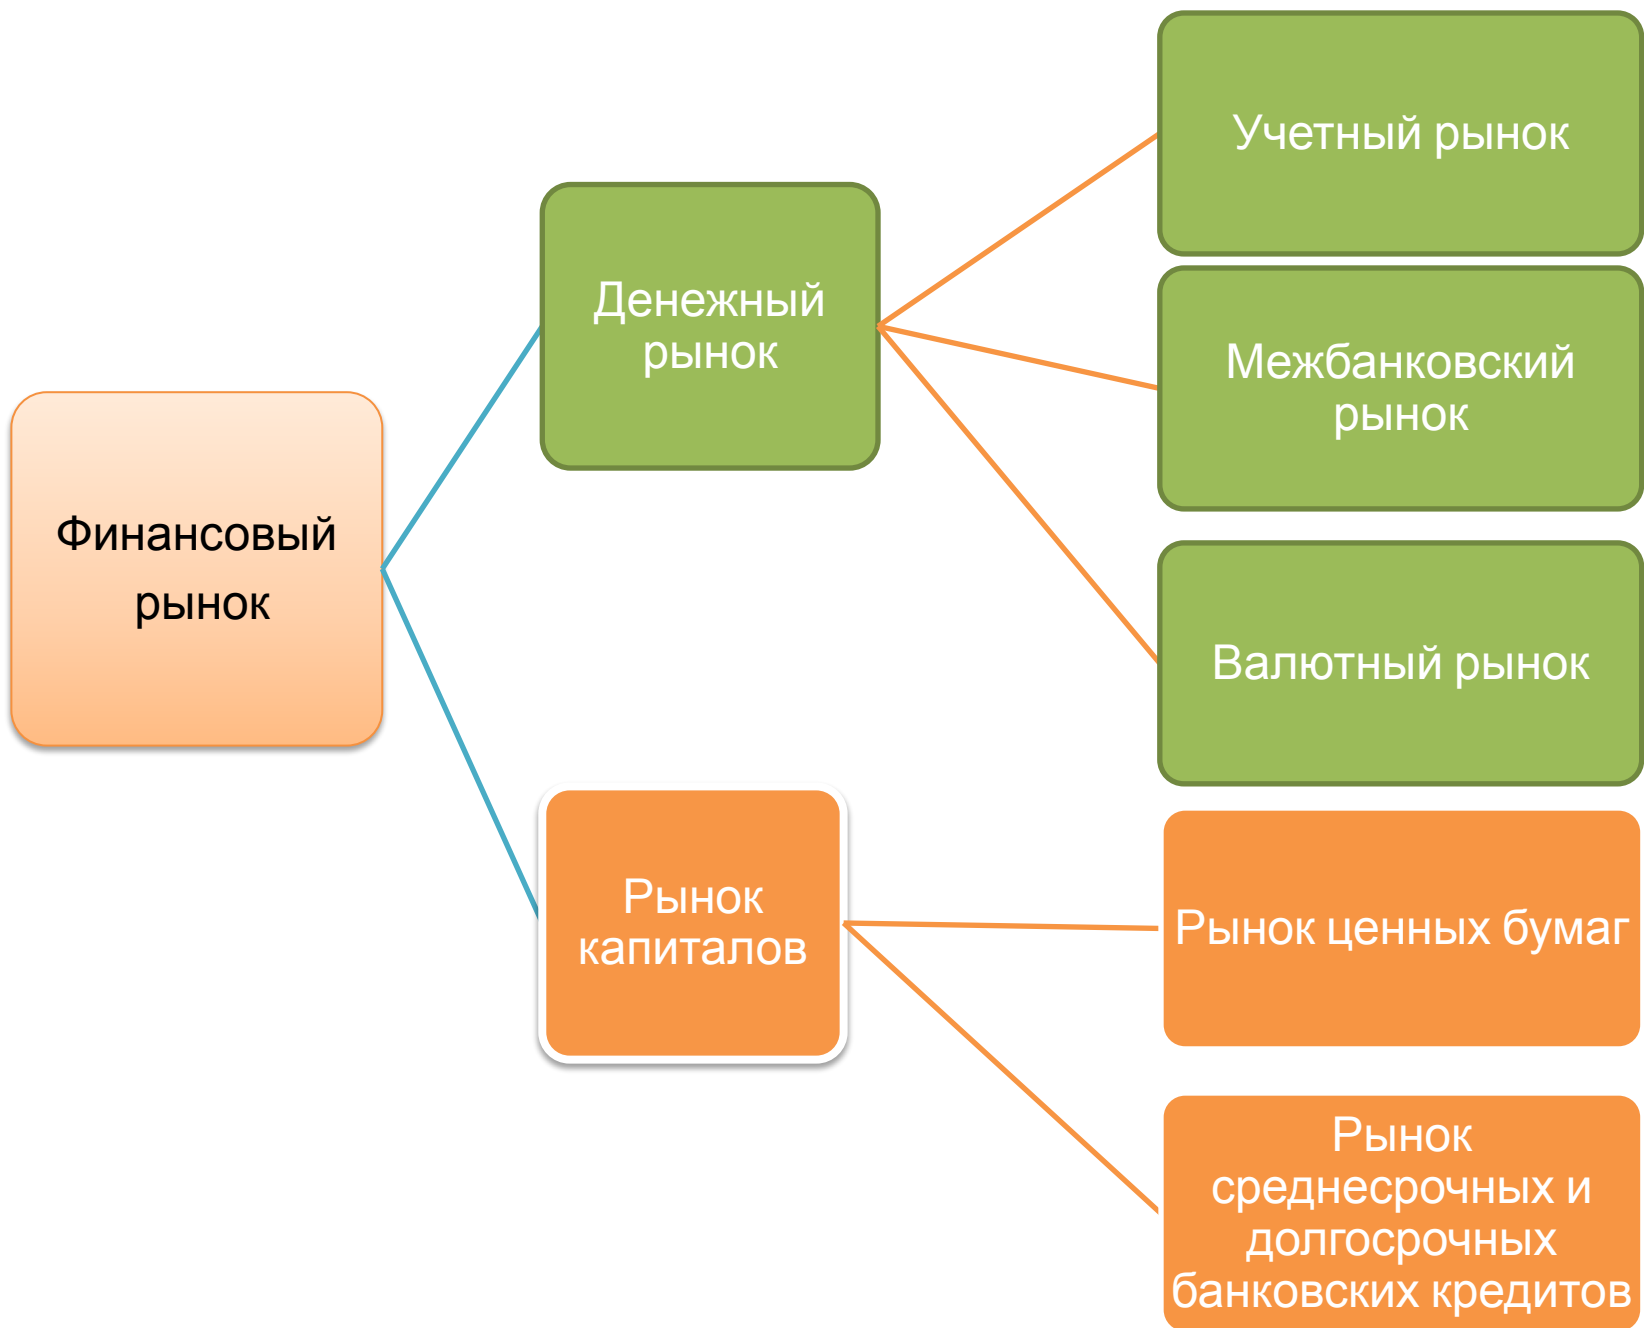 Финансовый
рынок
Денежный
рынок
Учетный рынок
Межбанковский
рынок
Валютный рынок
Рынок
капиталов
Рынок ценных бумаг
Рынок
среднесрочных и
долгосрочных
банковских кредитов